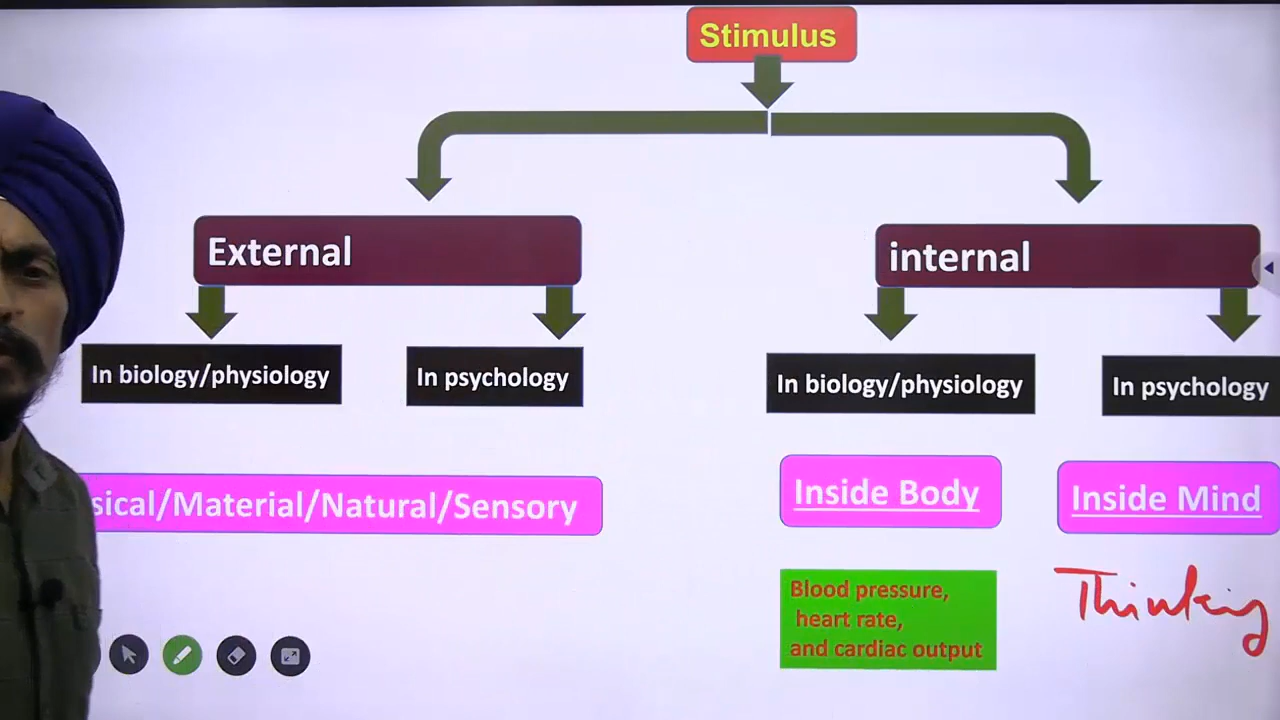 Stimulus
External
internal
In biology/physiology
In psychology
In biology/physiology
In psychology
sical/Material/Natural/Sensory
Inside Body
Inside Mind
Blood pressure,
heart rate,
and cardiac output
Thinking